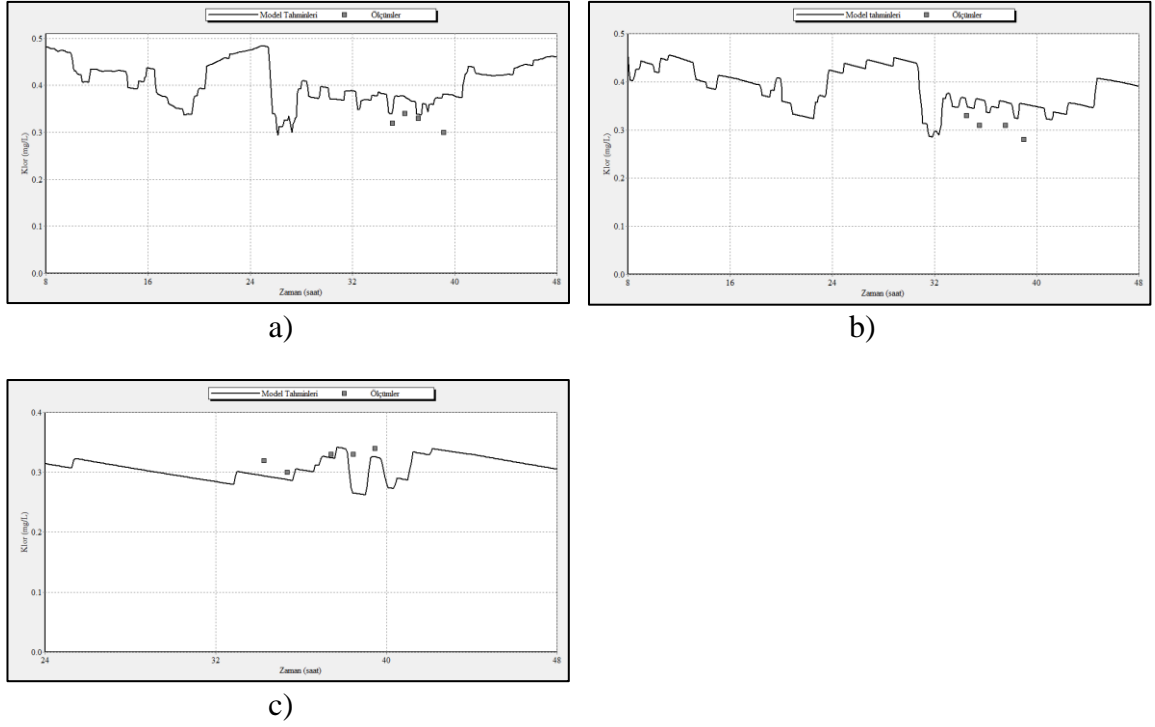 Model Tahminleri Ölçümler
Klor (mg/L)
0.5
0.4
0.3
0.2
0.1
0.0
8 16 24 32 40 48
Zaman (saat)
a)
Model tahminleri Ölçümler
Klor (mg/L)
0.5
0.4
0.3
0.2
0.1
0.0
8 16 24 32 40 48
Zaman (saat)
b)
Model Tahminleri Ölçümler
Klor (mg/L)
0.4
0.3
0.2
0.1
0.0
24 32 40 48
Zaman (saat)
c)